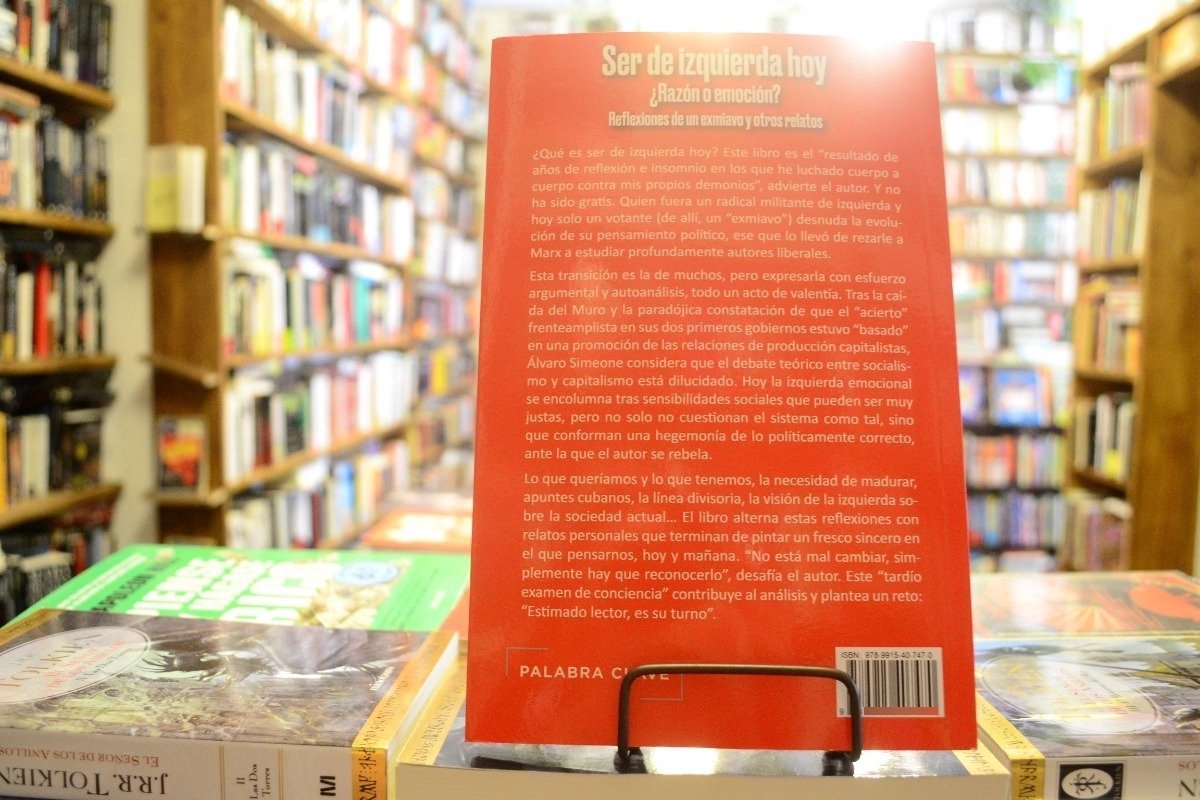 Ser de izquierda hoy
¿Razón o emoción?
Reflexiones de un exmiavo y otros relatos
¿Qué es ser de izquierda hoy? Este libro es el “resultado de
años de reflexión e insomnio en los que he luchado cuerpo a
cuerpo contra mis propios demonios”, advierte el autor. Y no
ha sido gratis. Quien fuera un radical militante de izquierda y
hoy solo un votante (de allí, un “exmiavo”) desnuda la evolu-
ción de su pensamiento político, ese que lo llevó de rezarle a
Marx a estudiar profundamente autores liberales.
Esta transición es la de muchos, pero expresarla con esfuerzo
argumental y autoanálisis, todo un acto de valentía. Tras la caí-
da del Muro y la paradójica constatación de que el “acierto”
frenteamplista en sus dos primeros gobiernos estuvo “basado”
en una promoción de las relaciones de producción capitalistas,
Álvaro Simeone considera que el debate teórico entre socialis-
mo y capitalismo está dilucidado. Hoy la izquierda emocional
se encolumna tras sensibilidades sociales que pueden ser muy
justas, pero no solo no cuestionan el sistema como tal, sino
que conforman una hegemonía de lo políticamente correcto,
ante la que el autor se rebela.
Lo que queríamos y lo que tenemos, la necesidad de madurar,
apuntes cubanos, la línea divisoria, la visión de la izquierda so-
bre la sociedad actual... El libro alterna estas reflexiones con
relatos personales que terminan de pintar un fresco sincero en
el que pensarnos, hoy y mañana. “No está mal cambiar, sim-
plemente hay que reconocerlo”, desafía el autor. Este “tardío
examen de conciencia” contribuye al análisis y plantea un reto:
“Estimado lector, es su turno”.
PALABRA CLAVE
ISBN: 978-9915-40-747-0
9
PIENSE
RICH
TOLKIEN
EL SEÑOR DE LOS ANILLOS
J.R.R. TOLKIEN
II
Las Dos
Torres
M